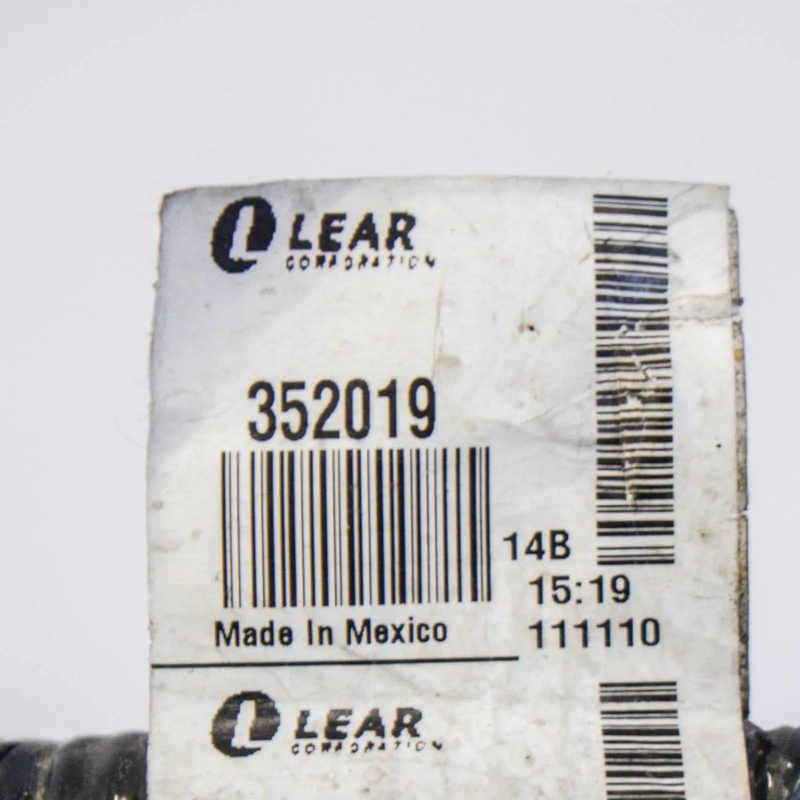 LEAR
CORPORATION
352019
14B
15:19
Made In Mexico
111110
LEAR
CORPORATION